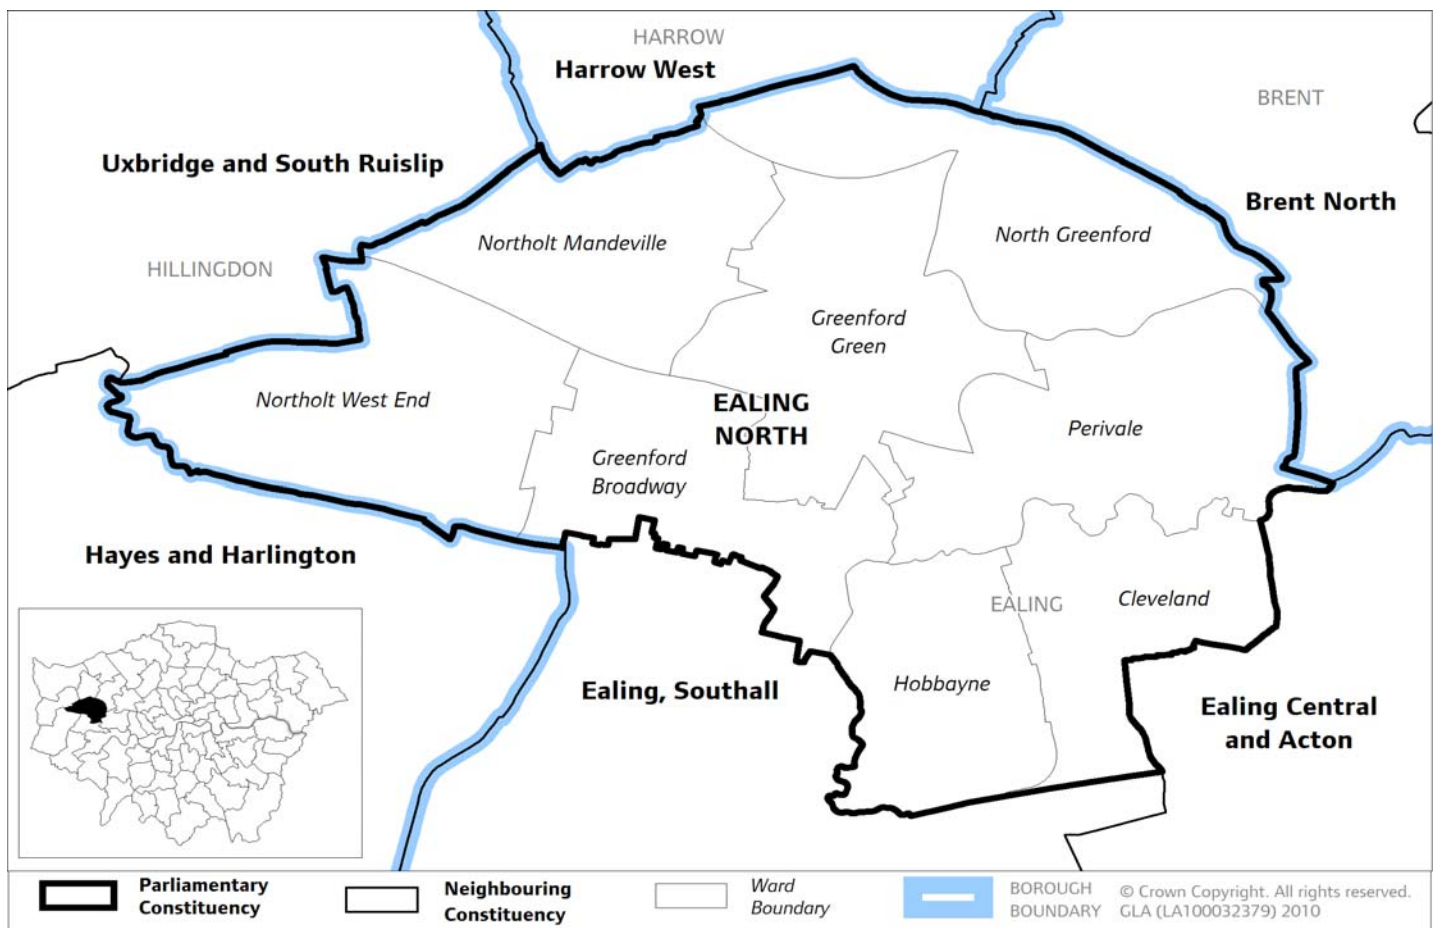 HARROW
Harrow West
BRENT
Uxbridge and South Ruislip
Brent North
Northolt Mandeville
North Greenford
HILLINGDON
Greenford
Green
Northolt West End
EALING
NORTH
Perivale
Greenford
Broadway
Hayes and Harlington
EALING
Cleveland
Ealing, Southall
Hobbayne
Ealing Central
and Acton
Parliamentary
Constituency
Neighbouring
Constituency
Ward
Boundary
BOROUGH
BOUNDARY
© Crown Copyright. All rights reserved.
GLA (LA100032379) 2010